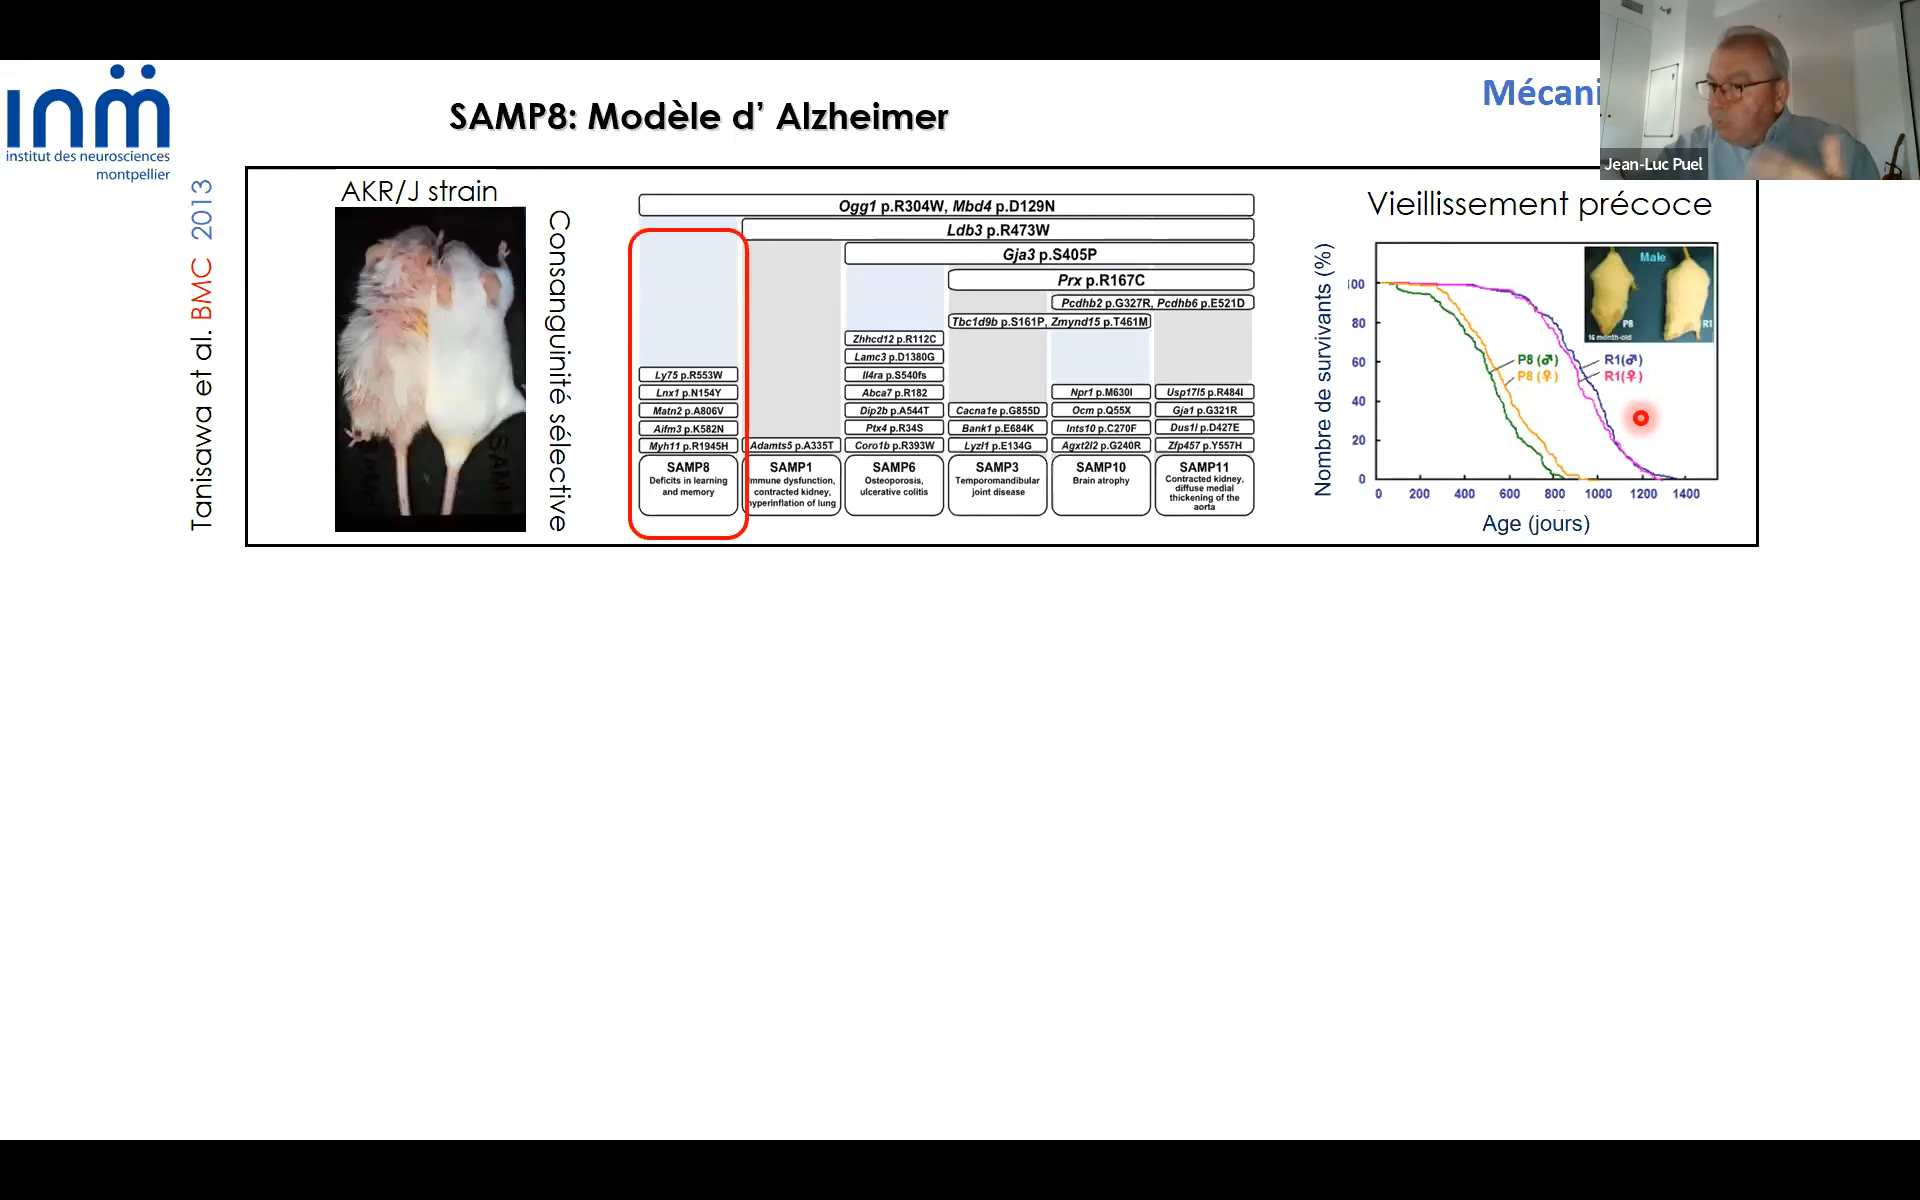 inm
institut des neurosciences
montpellier
SAMP8: Modèle d’ Alzheimer
Mécani
Jean-Luc Puel
Tanisawa et al. BMC 2013
AKR/J strain
Consanguinité sélective
Ogg1 p.R304W, Mbd4 p.D129N
Ldb3 p.R473W
Gja3 p.S405P
Prx p.R167C
Pcdhb2 p.G327R, Pcdhb6 p.E521D
Tbc1d9b p.S161P, Zmynd15 p.T461M
Ly75 p.R553W
Lnx1 p.N154Y
Matn2 p.A806V
Aifm3 p.K582N
Myh11 p.R1945H
SAMP8
Deficits in learning
and memory
Adamts5 p.A335T
SAMP1
mmune dysfunction,
contracted kidney,
hyperinflation of lung
Zhhcd12 p.R112C
Lamc3 p.D1380G
Il4ra p.S540fs
Abca7 p.R182
Dip2b p.A544T
Ptx4 p.R34S
Coro1b p.R393W
SAMP6
Osteoporosis,
ulcerative colitis
Cacna1e p.G855D
Bank1 p.E684K
Lyzl1 p.E134G
SAMP3
Temporomandibular
joint disease
Npr1 p.M630I
Ocm p.Q55X
Ints10 p.C270F
Agxt2l2 p.G240R
SAMP10
Brain atrophy
Usp17l5 p.R484I
Gja1 p.G321R
Dus1l p.D427E
Zfp457 p.Y557H
SAMP11
Contracted kidney,
diffuse medial
thickening of the
aorta
Vieillissement précoce
Nombre de survivants (%)
100
80
60
40
20
0
Male
P8
R1
16 month-old
P8 (♂)
P8 (♀)
R1(♂)
R1(♀)
0 200 400 600 800 1000 1200 1400
Age (jours)